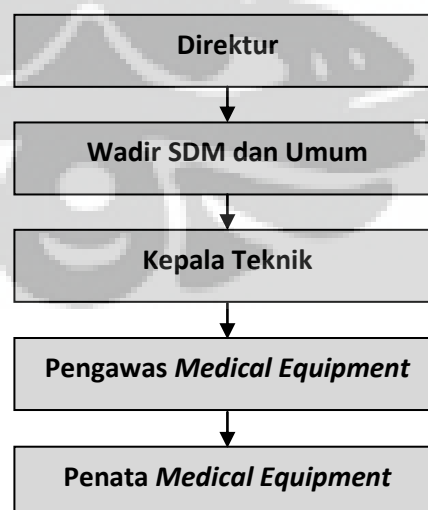 Direktur
Wadir SDM dan Umum
Kepala Teknik
Pengawas Medical Equipment
Penata Medical Equipment